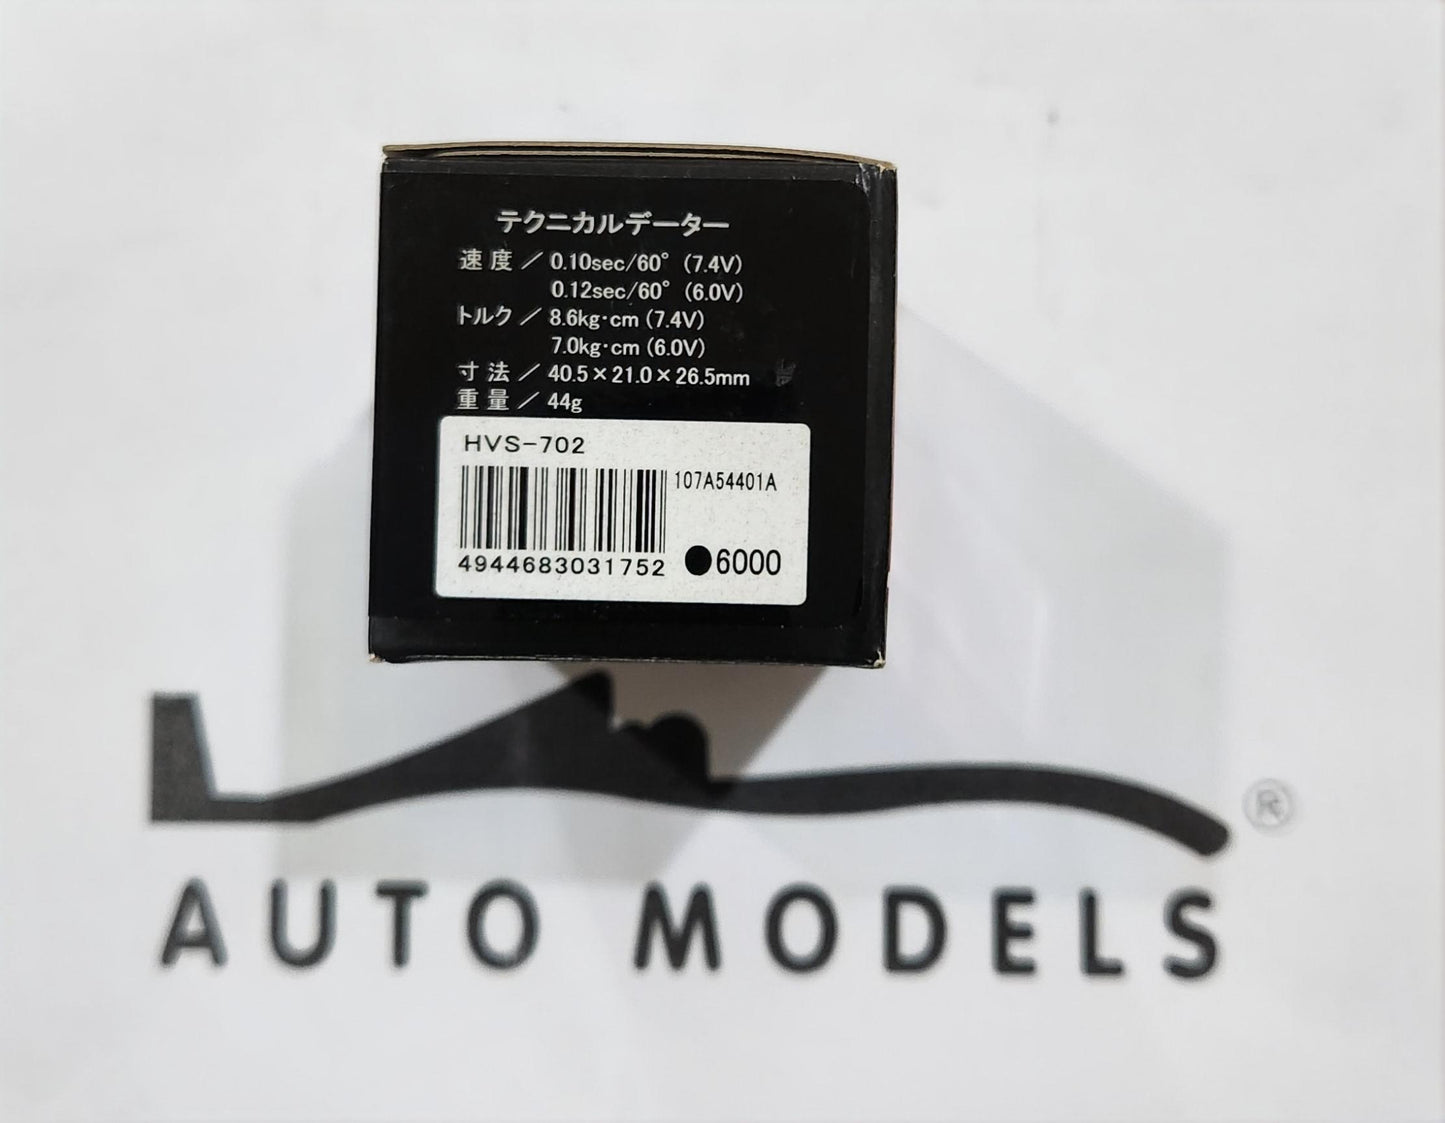 テクニカルデーター
速度／0.10sec/60°(7.4V)
0.12sec/60°(6.0V)
トルク／8.6kg·cm(7.4V)
7.0kg·cm(6.0V)
寸法／40.5×21.0×26.5mm
重量／44g
HVS-702
107A54401A
4944683031752
●6000
®
AUTO MODELS